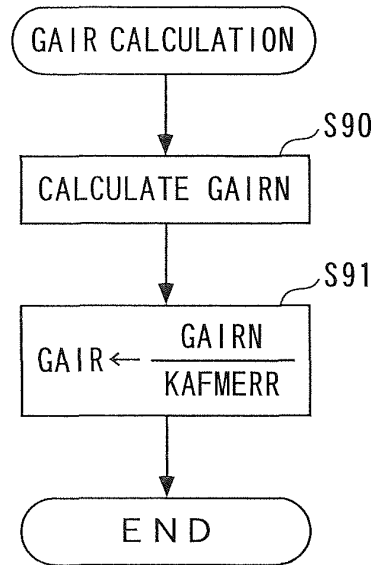 GAIR CALCULATION
S90
CALCULATE GAIRN
S91
GAIR ← GAIRN
KAFMERR
END